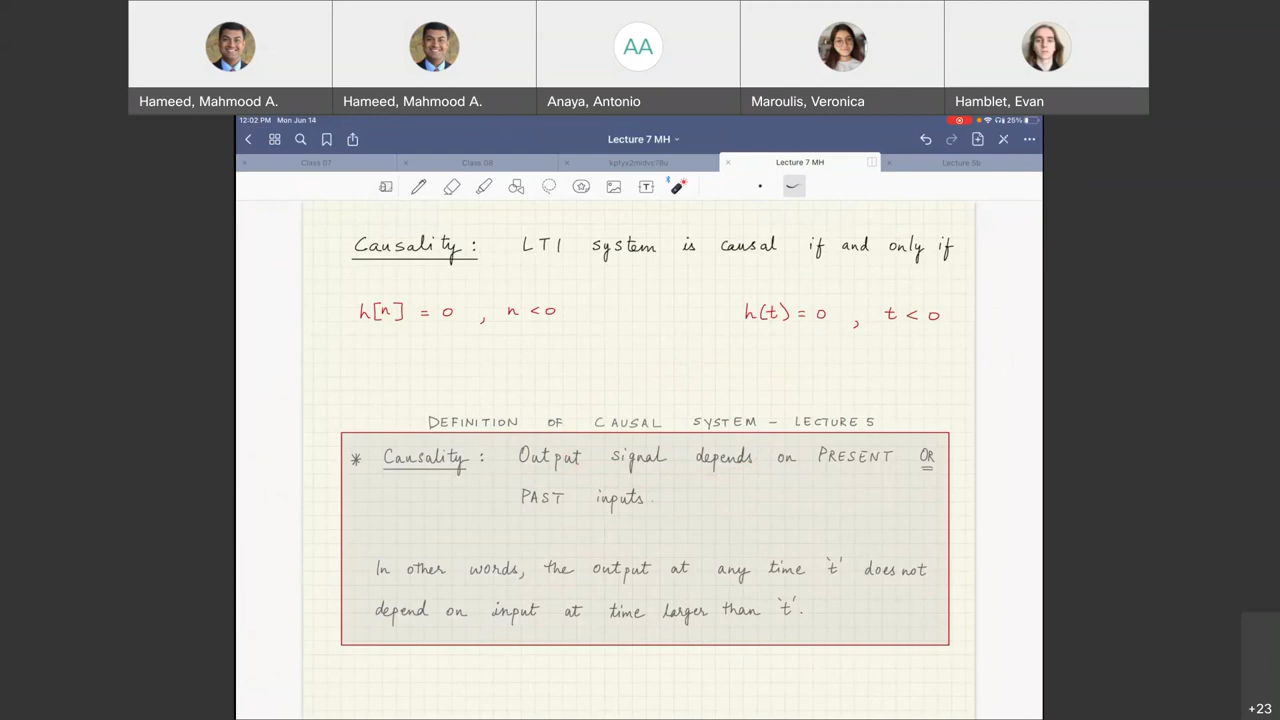 AA
Hameed, Mahmood A.
Hameed, Mahmood A.
Anaya, Antonio
Maroulis, Veronica
Hamblet, Evan
12:02 PM Mon Jun 14
25%
Lecture 7 MH
Class 07
Class 08
kpfyx2midvc78u
Lecture 7 MH
Lecture 5b
T
Causality : LTI system is causal if and only if
h[n] = 0 , n < 0
h(t) = 0 , t < 0
DEFINITION OF CAUSAL SYSTEM – LECTURE 5
* Causality : Output signal depends on PRESENT OR
PAST inputs.
In other words, the output at any time `t' does not
depend on input at time larger than `t'.
+23